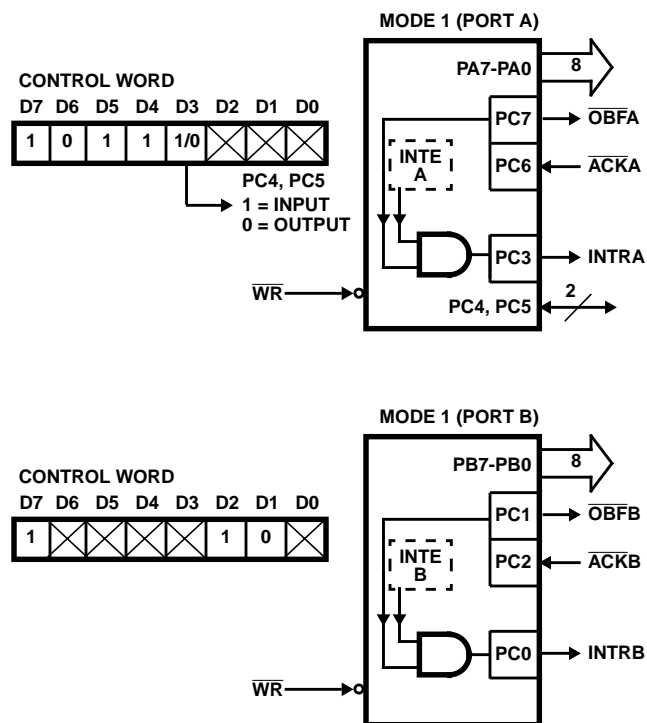 MODE 1 (PORT A)
CONTROL WORD
D7 D6 D5 D4 D3 D2 D1 D0
1 0 1 1 1/0
PC4, PC5
1 = INPUT
0 = OUTPUT
PA7-PA0
8
PC7
OBFA
INTE
A
PC6
ACKA
PC3
INTRA
WR
PC4, PC5
2
MODE 1 (PORT B)
CONTROL WORD
D7 D6 D5 D4 D3 D2 D1 D0
1 1 0
PB7-PB0
8
PC1
OBFB
INTE
B
PC2
ACKB
PC0
INTRB
WR